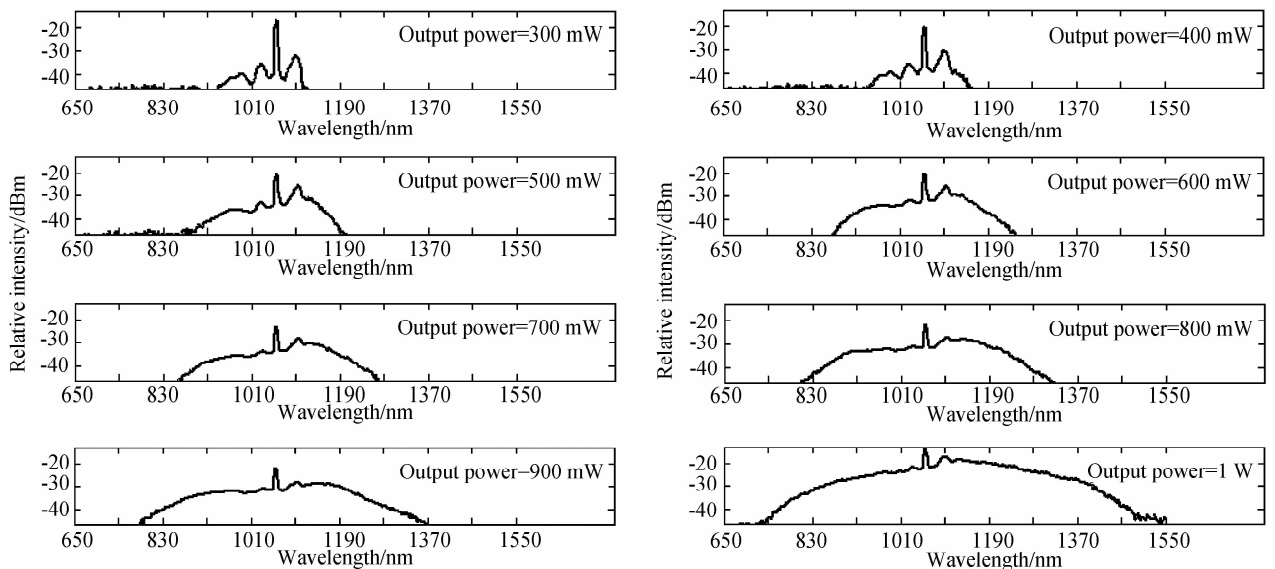 -20
-30
-40
Output power=300 mW
650 830 1010 1190 1370 1550
Wavelength/nm
-20
-30
-40
Output power=400 mW
650 830 1010 1190 1370 1550
Wavelength/nm
Relative intensity/dBm
-20
-30
-40
Output power=500 mW
650 830 1010 1190 1370 1550
Wavelength/nm
Relative intensity/dBm
-20
-30
-40
Output power=600 mW
650 830 1010 1190 1370 1550
Wavelength/nm
-20
-30
-40
Output power=700 mW
650 830 1010 1190 1370 1550
Wavelength/nm
-20
-30
-40
Output power=800 mW
650 830 1010 1190 1370 1550
Wavelength/nm
-20
-30
-40
Output power=900 mW
650 830 1010 1190 1370 1550
Wavelength/nm
-20
-30
-40
Output power=1 W
650 830 1010 1190 1370 1550
Wavelength/nm